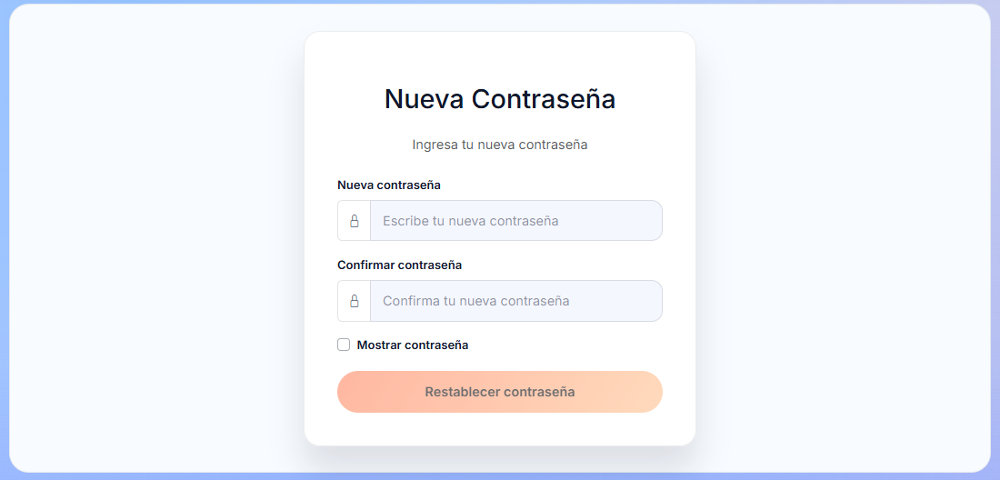 Nueva Contraseña
Ingresa tu nueva contraseña
Nueva contraseña
Escribe tu nueva contraseña
Confirmar contraseña
Confirma tu nueva contraseña
Mostrar contraseña
Restablecer contraseña